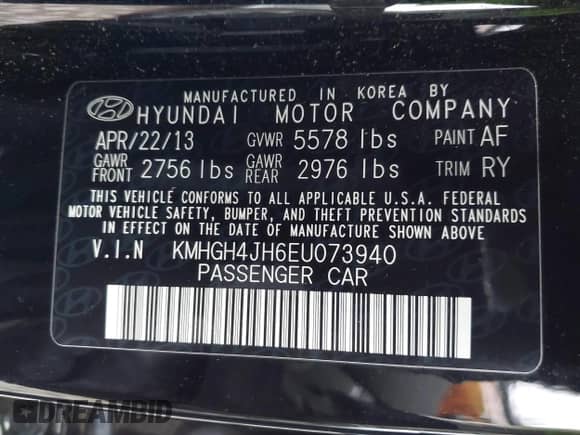 MANUFACTURED IN KOREA BY
HYUNDAI MOTOR COMPANY
APR/22/13 GVWR 5578 lbs PAINT AF
GAWR FRONT 2756 lbs GAWR REAR 2976 lbs TRIM RY
THIS VEHICLE CONFORMS TO ALL APPLICABLE U.S.A. FEDERAL
MOTOR VEHICLE SAFETY, BUMPER, AND THEFT PREVENTION STANDARDS
IN EFFECT ON THE DATE OF MANUFACTURE SHOWN ABOVE
V.I.N KMHGH4JH6EU073940
PASSENGER CAR
DREAMBID